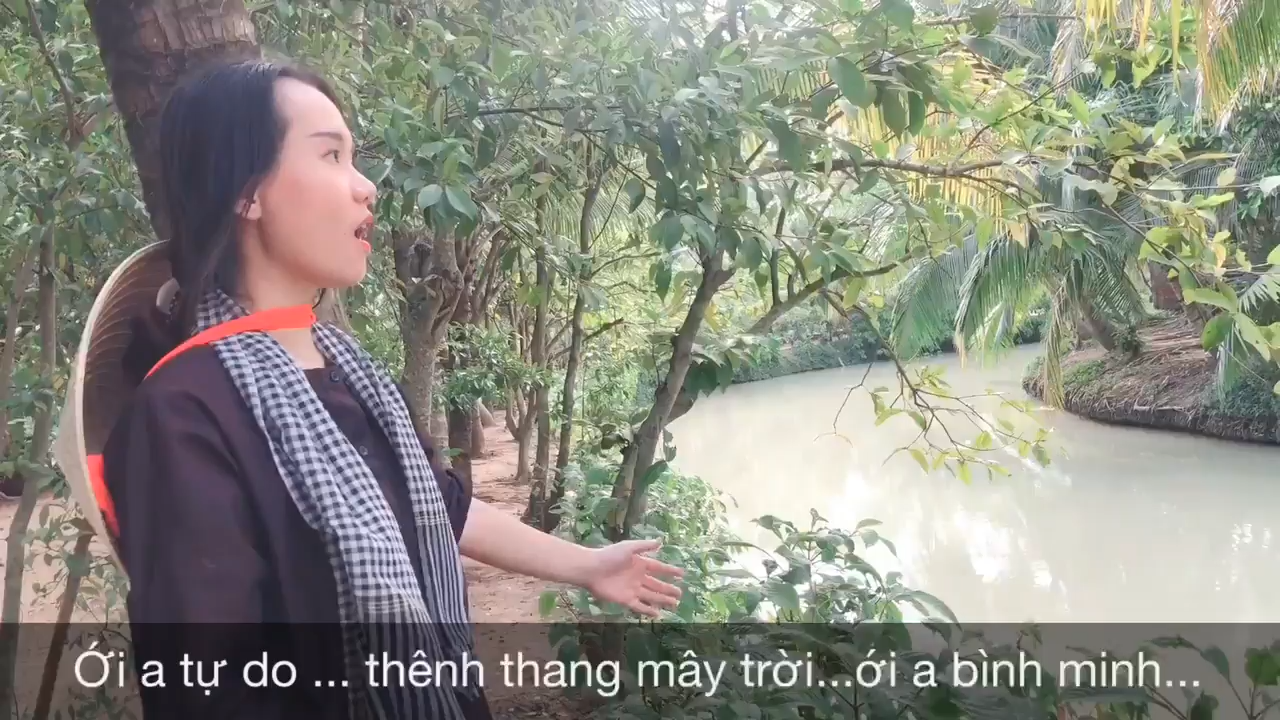 Ới a tự do ... thênh thang mây trời...ới a bình minh...